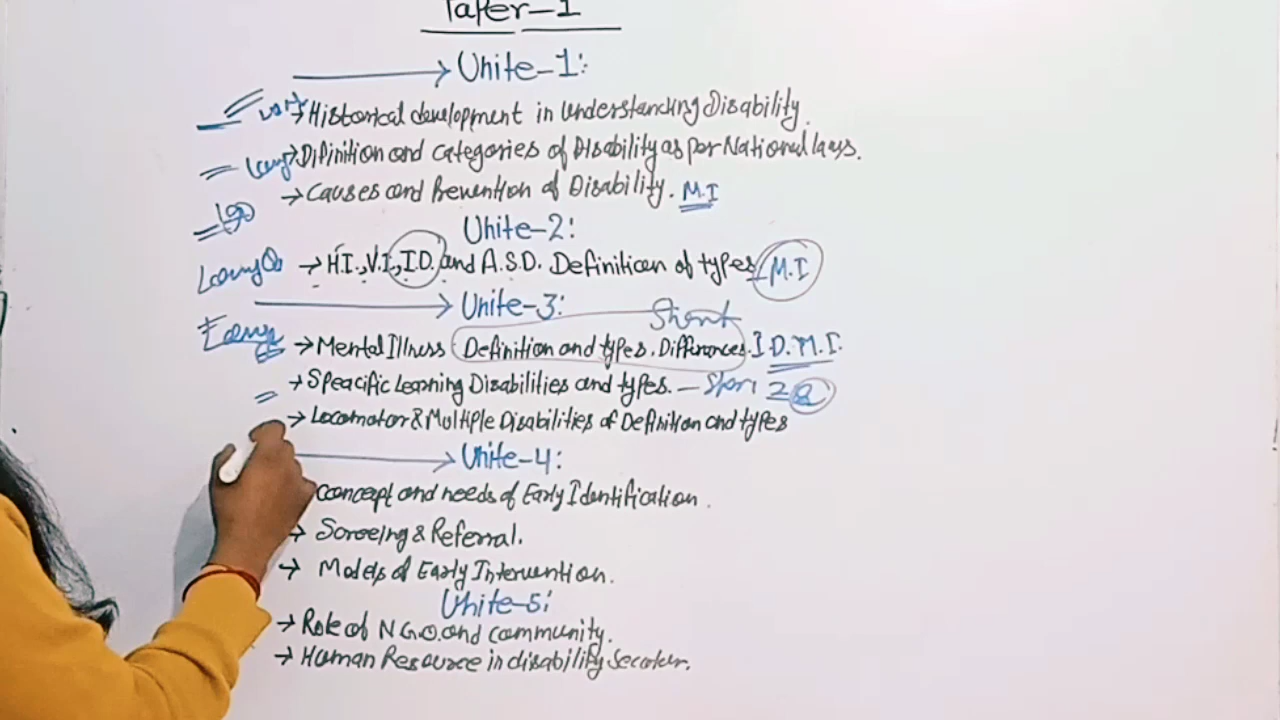 Paper-1
Unite-1:
→ Historical development in understanding Disability.
→ Difinition and categories of Disability as per National laws.
→ Causes and Prevention of Disability. M.I
Unite-2:
→ H.I., V.I., I.D. and A.S.D. Definition of types M.I
Unite-3:
Short
→ Mental Illness Definition and types. Differences. I.D. M.I.
→ Speacific Learning Disabilities and types. –
→ Locomotor & Multiple Disabilities of Definition and types
Unite-4:
concept and needs of Early Identification.
→ Screeing & Referral.
→ Models of Early Intervention.
Unite-5:
→ Role of N.G.O. and community.
→ Human Resource in disability